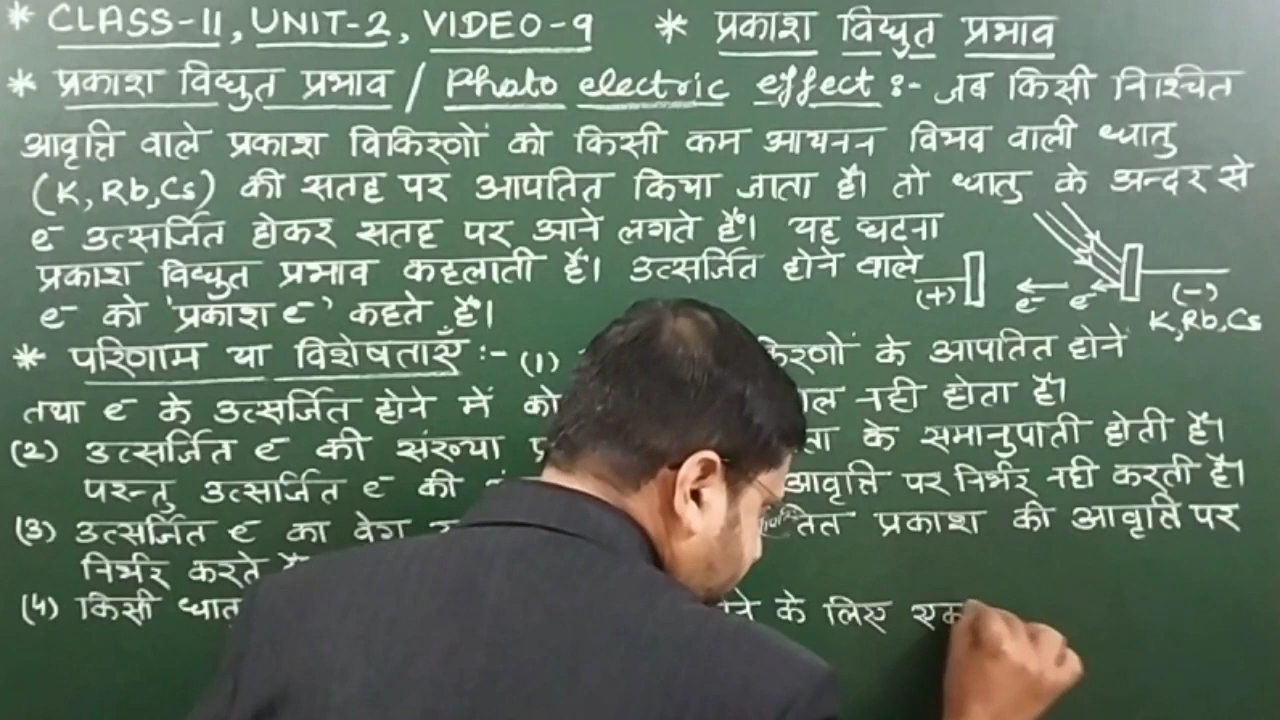 * CLASS-11, UNIT-2, VIDEO-9 * प्रकाश विद्युत प्रभाव
* प्रकाश विद्युत प्रभाव / Photo electric effect :- जब किसी निश्चित
आवृत्ति वाले प्रकाश विकिरणों को किसी कम आयनन विभव वाली धातु
(K, Rb, Cs) की सतह पर आपतित किया जाता है। तो धातु के अन्दर से
e⁻ उत्सर्जित होकर सतह पर आने लगते हैं। यह घटना
प्रकाश विद्युत प्रभाव कहलाती है। उत्सर्जित होने वाले
e⁻ को 'प्रकाश e⁻' कहते हैं।
(+) e⁻ e⁻ (-)
K, Rb, Cs
* परिणाम या विशेषताएँ :- (1) के आपतित होने
तथा e⁻ के उत्सर्जित होने में नही होता है।
(2) उत्सर्जित e⁻ की संख्या के समानुपाती होती है।
परन्तु उत्सर्जित e⁻ की आवृत्ति पर निर्भर नही करती है।
(3) उत्सर्जित e⁻ का वेग प्रकाश की आवृत्ति पर
निर्भर करते
(4) किसी के लिए एक